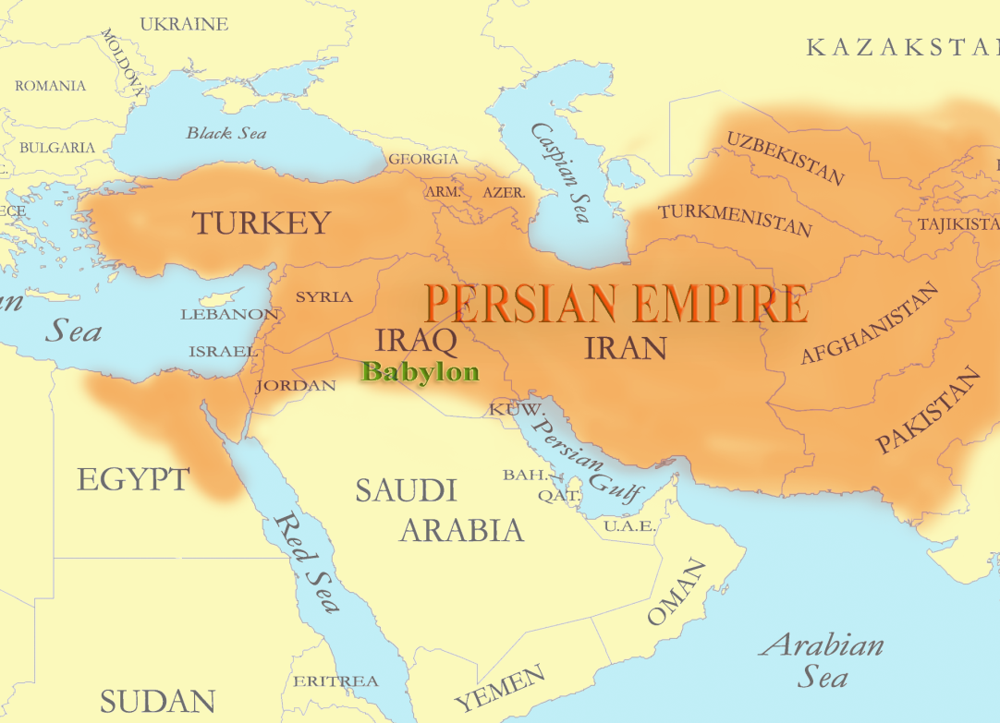 UKRAINE
KAZAKSTAN
MOLDOVA
ROMANIA
Black Sea
BULGARIA
Caspian Sea
UZBEKISTAN
GEORGIA
ARM.
AZER.
TURKEY
TURKMENISTAN
TAJIKISTA
PERSIAN EMPIRE
SYRIA
LEBANON
Sea
IRAQ
IRAN
AFGHANISTAN
ISRAEL
Babylon
JORDAN
KUW.
PAKISTAN
Persian
Gulf
EGYPT
SAUDI
ARABIA
BAH.
QAT.
U.A.E.
Red Sea
OMAN
Arabian
Sea
ERITREA
YEMEN
SUDAN